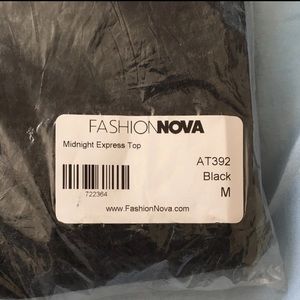 FASHIONNOVA
Midnight Express Top
AT392
Black
722364
M
www.FashionNova.com